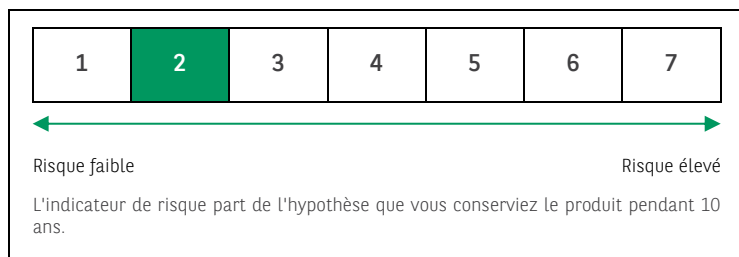 1 2 3 4 5 6 7
Risque faible Risque élevé
L'indicateur de risque part de l'hypothèse que vous conserviez le produit pendant 10
ans.